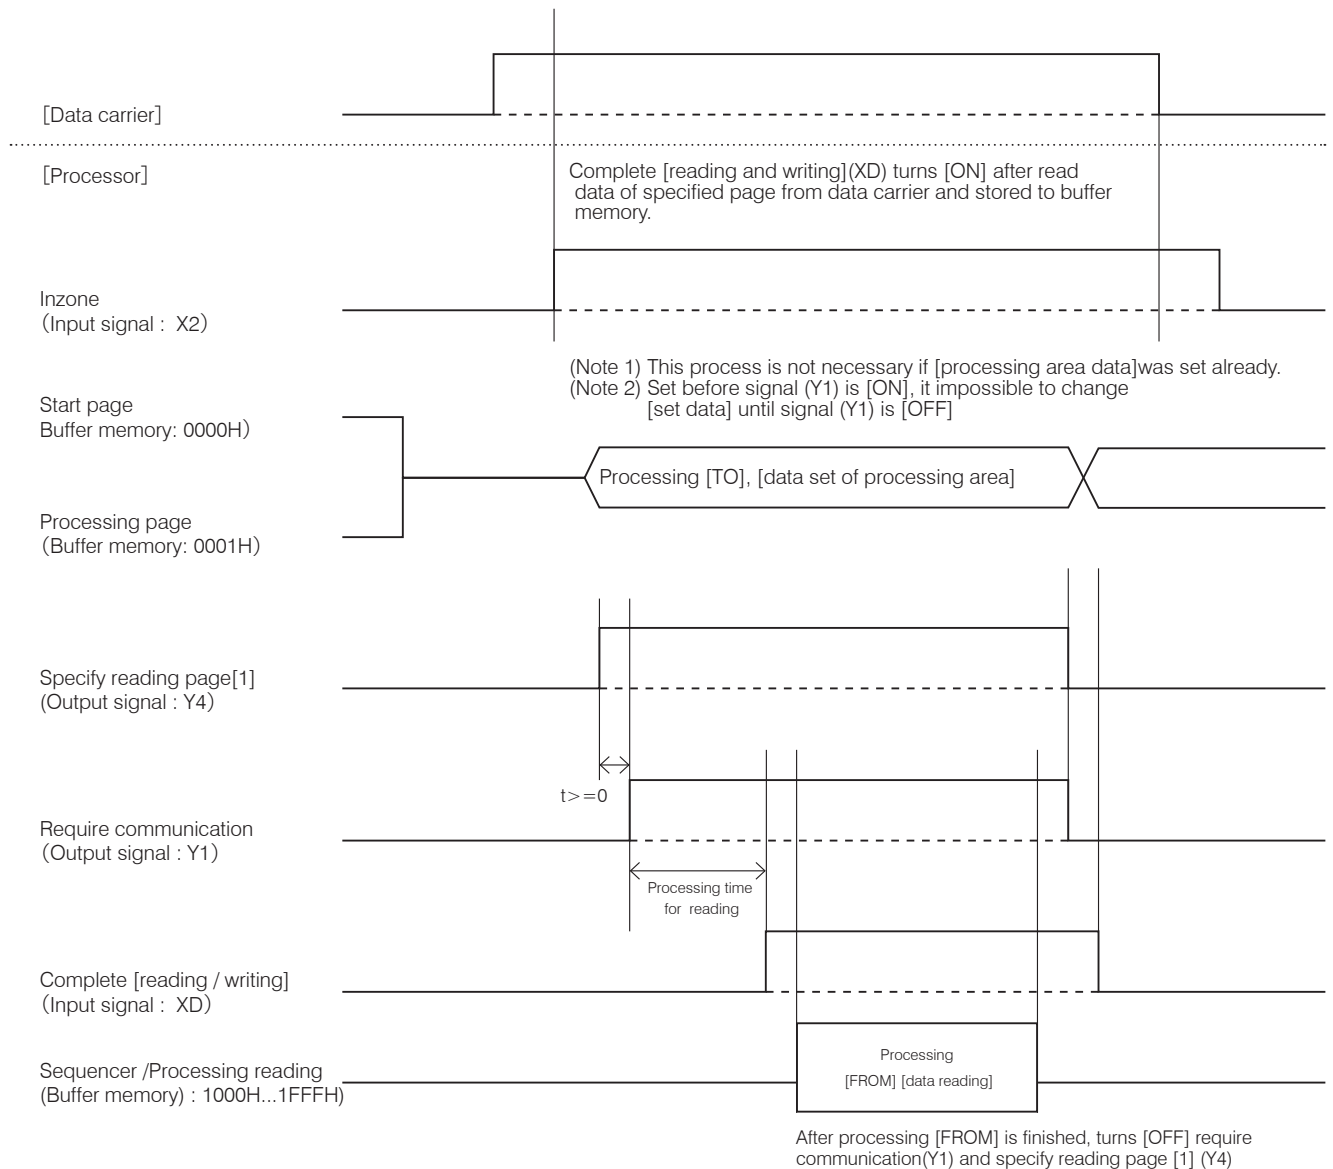 [Data carrier]
[Processor]
Complete [reading and writing](XD) turns [ON] after read
data of specified page from data carrier and stored to buffer
memory.
Inzone
(Input signal : X2)
(Note 1) This process is not necessary if [processing area data]was set already.
(Note 2) Set before signal (Y1) is [ON], it impossible to change
[set data] until signal (Y1) is [OFF]
Start page
Buffer memory: 0000H)
Processing [TO], [data set of processing area]
Processing page
(Buffer memory: 0001H)
Specify reading page[1]
(Output signal : Y4)
t>=0
Require communication
(Output signal : Y1)
Processing time
for reading
Complete [reading / writing]
(Input signal : XD)
Sequencer /Processing reading
(Buffer memory) : 1000H...1FFFH)
Processing
[FROM] [data reading]
After processing [FROM] is finished, turns [OFF] require
communication(Y1) and specify reading page [1] (Y4)